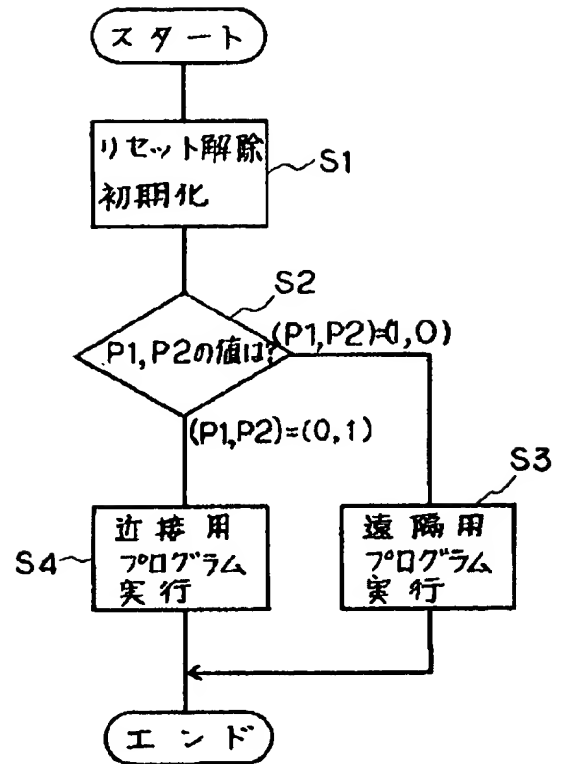 スタート
リセット解除
初期化
S1
S2
P1,P2の値は?
(P1,P2)=(1,0)
(P1,P2)=(0,1)
S3
遠隔用
プログラム
実行
S4
近接用
プログラム
実行
エンド